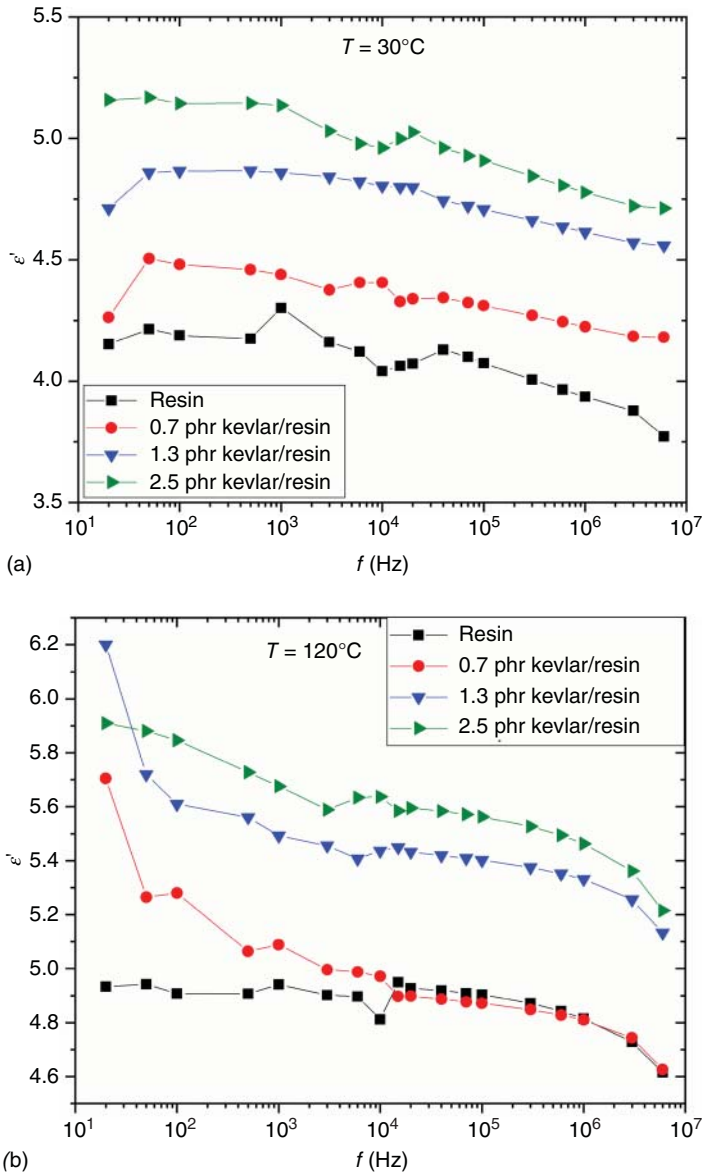 5.5
T = 30°C
5.0
4.5
ε'
4.0
Resin
0.7 phr kevlar/resin
1.3 phr kevlar/resin
2.5 phr kevlar/resin
3.5
10¹ 10² 10³ 10⁴ 10⁵ 10⁶ 10⁷
(a) f (Hz)
6.2
T = 120°C
Resin
0.7 phr kevlar/resin
1.3 phr kevlar/resin
2.5 phr kevlar/resin
6.0
5.8
5.6
5.4
ε'
5.2
5.0
4.8
4.6
10¹ 10² 10³ 10⁴ 10⁵ 10⁶ 10⁷
(b) f (Hz)